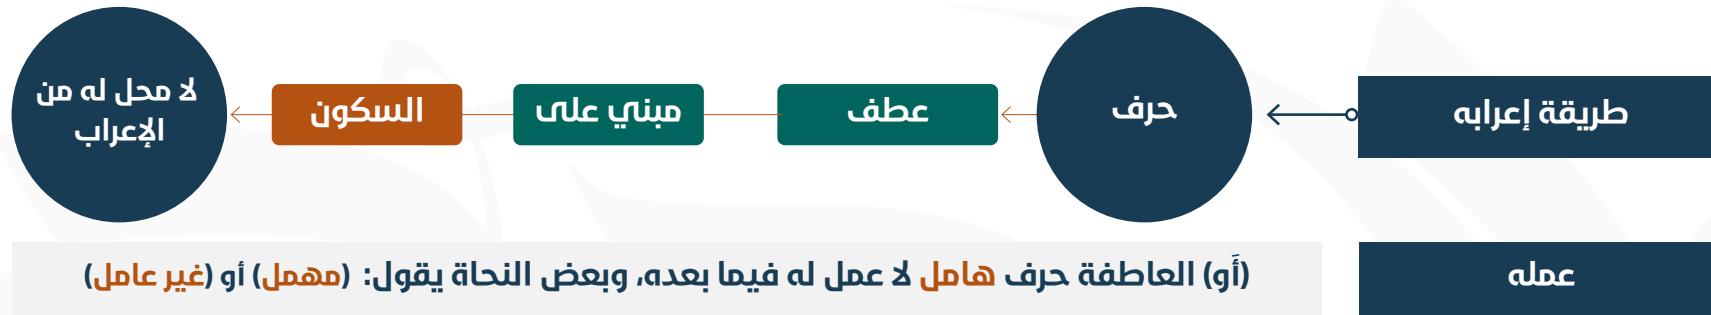 طريقة إعرابه
حرف
عطف
مبني على
السكون
لا محل له من
الإعراب
عمله
(أَو) العاطفة حرف هامل لا عمل له فيما بعده، وبعض النحاة يقول: (مهمل) أو (غير عامل)